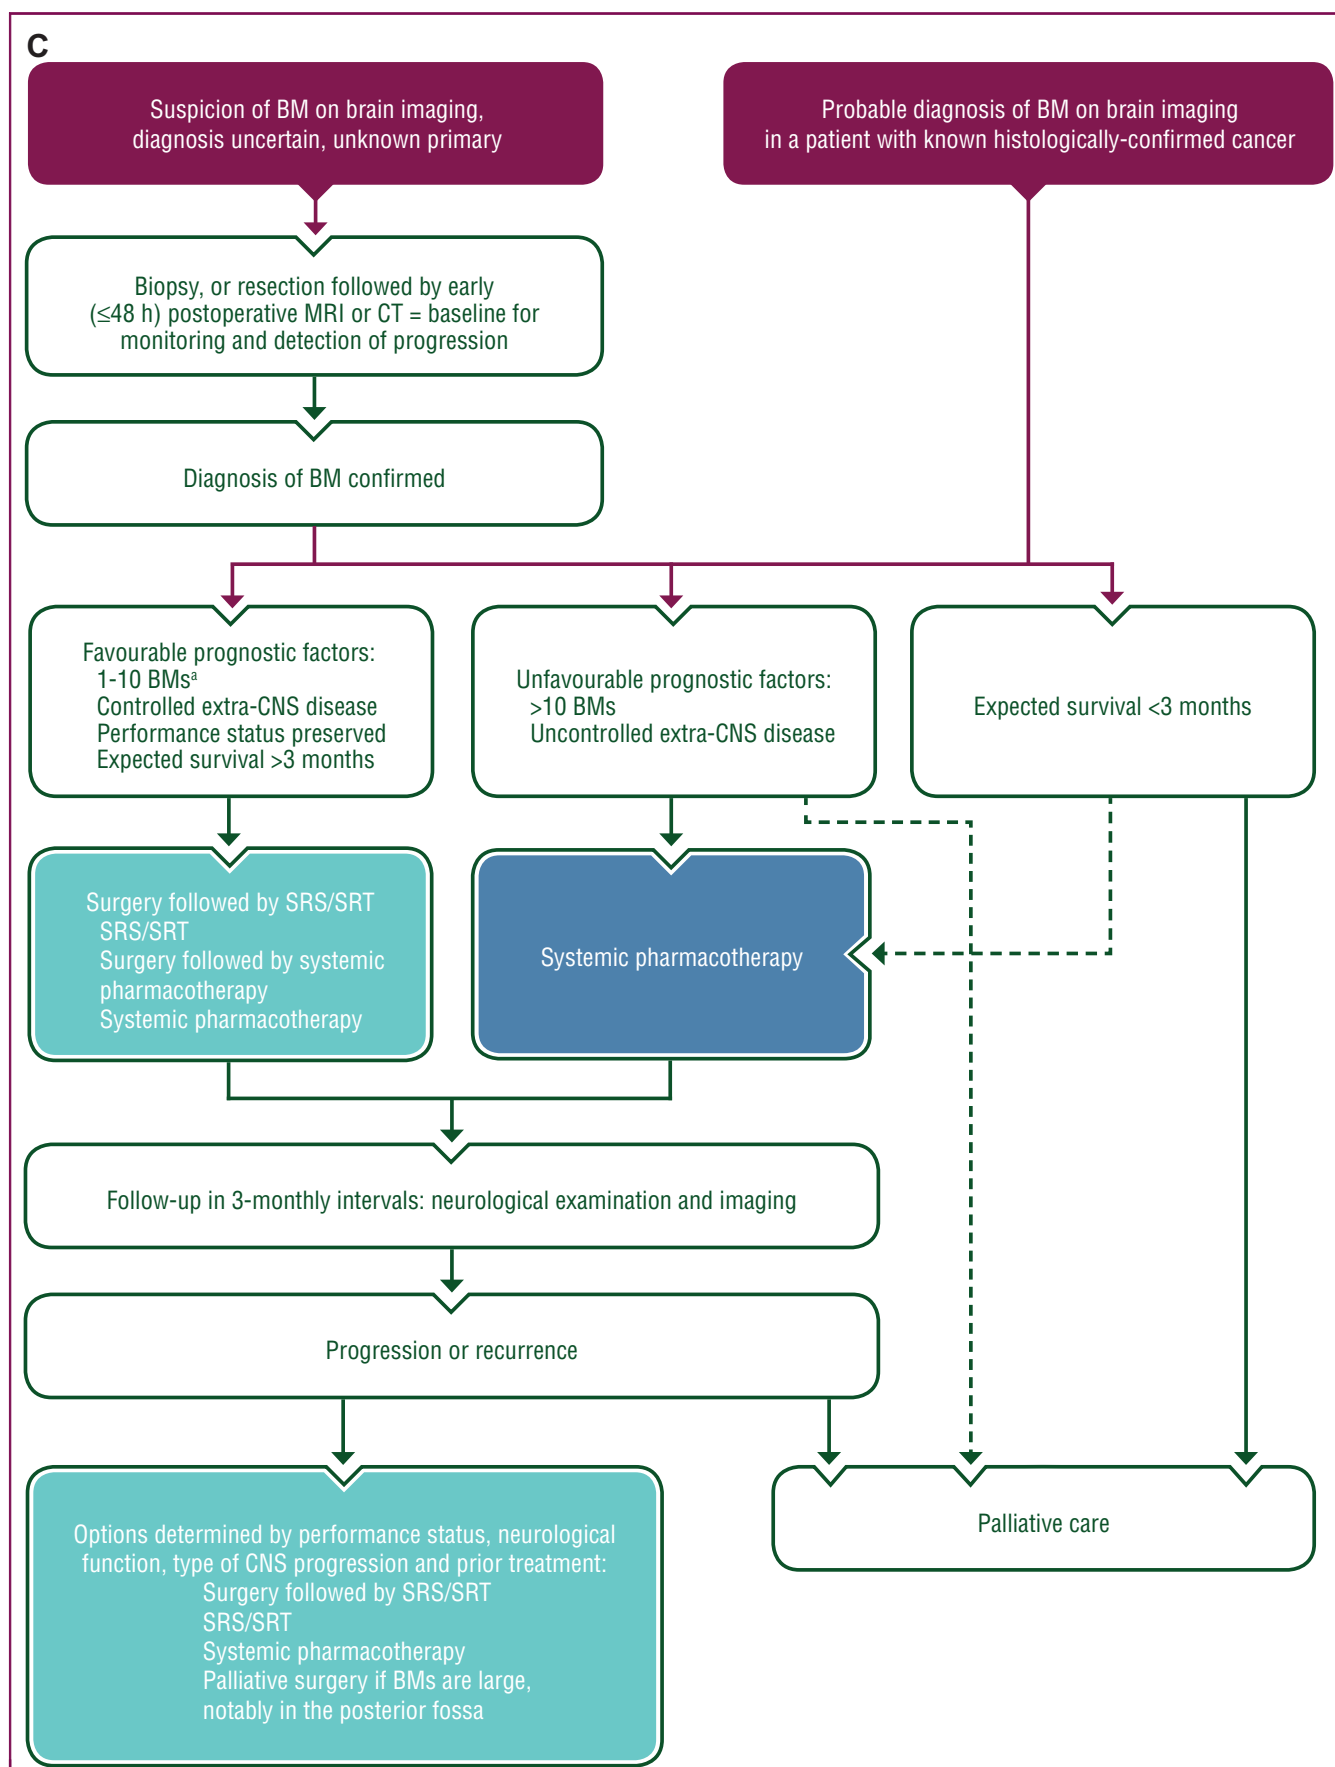 C
Suspicion of BM on brain imaging,
diagnosis uncertain, unknown primary
Probable diagnosis of BM on brain imaging
in a patient with known histologically-confirmed cancer
Biopsy, or resection followed by early
(≤48 h) postoperative MRI or CT = baseline for
monitoring and detection of progression
Diagnosis of BM confirmed
Favourable prognostic factors:
1-10 BMsᵃ
Controlled extra-CNS disease
Performance status preserved
Expected survival >3 months
Unfavourable prognostic factors:
>10 BMs
Uncontrolled extra-CNS disease
Expected survival <3 months
Surgery followed by SRS/SRT
SRS/SRT
Surgery followed by systemic
pharmacotherapy
Systemic pharmacotherapy
Systemic pharmacotherapy
Follow-up in 3-monthly intervals: neurological examination and imaging
Progression or recurrence
Options determined by performance status, neurological
function, type of CNS progression and prior treatment:
Surgery followed by SRS/SRT
SRS/SRT
Systemic pharmacotherapy
Palliative surgery if BMs are large,
notably in the posterior fossa
Palliative care